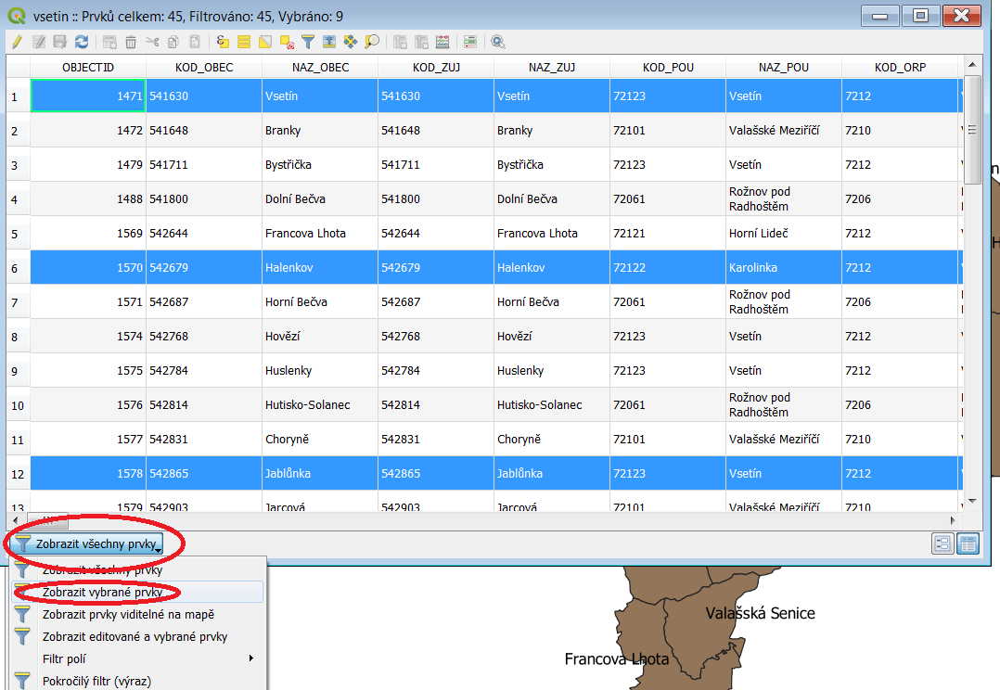 vsetin :: Prvků celkem: 45, Filtrováno: 45, Vybráno: 9
OBJECTID KOD_OBEC NAZ_OBEC KOD_ZUJ NAZ_ZUJ KOD_POU NAZ_POU KOD_ORP
1 1471 541630 Vsetín 541630 Vsetín 72123 Vsetín 7212
2 1472 541648 Branky 541648 Branky 72101 Valašské Meziříčí 7210
3 1479 541711 Bystřička 541711 Bystřička 72123 Vsetín 7212
4 1488 541800 Dolní Bečva 541800 Dolní Bečva 72061 Rožnov pod Radhoštěm 7206
5 1569 542644 Francova Lhota 542644 Francova Lhota 72121 Horní Lideč 7212
6 1570 542679 Halenkov 542679 Halenkov 72122 Karolinka 7212
7 1571 542687 Horní Bečva 542687 Horní Bečva 72061 Rožnov pod Radhoštěm 7206
8 1574 542768 Hovězí 542768 Hovězí 72123 Vsetín 7212
9 1575 542784 Huslenky 542784 Huslenky 72123 Vsetín 7212
10 1576 542814 Hutisko-Solanec 542814 Hutisko-Solanec 72061 Rožnov pod Radhoštěm 7206
11 1577 542831 Choryně 542831 Choryně 72101 Valašské Meziříčí 7210
12 1578 542865 Jablůnka 542865 Jablůnka 72123 Vsetín 7212
13 1579 542903 Jarcová 542903 Jarcová 72101 Valašské Meziříčí 7210
Zobrazit všechny prvky
Zobrazit všechny prvky
Zobrazit vybrané prvky
Zobrazit prvky viditelné na mapě
Zobrazit editované a vybrané prvky
Filtr polí
Pokročilý filtr (výraz)
Valašská Senice
Francova Lhota